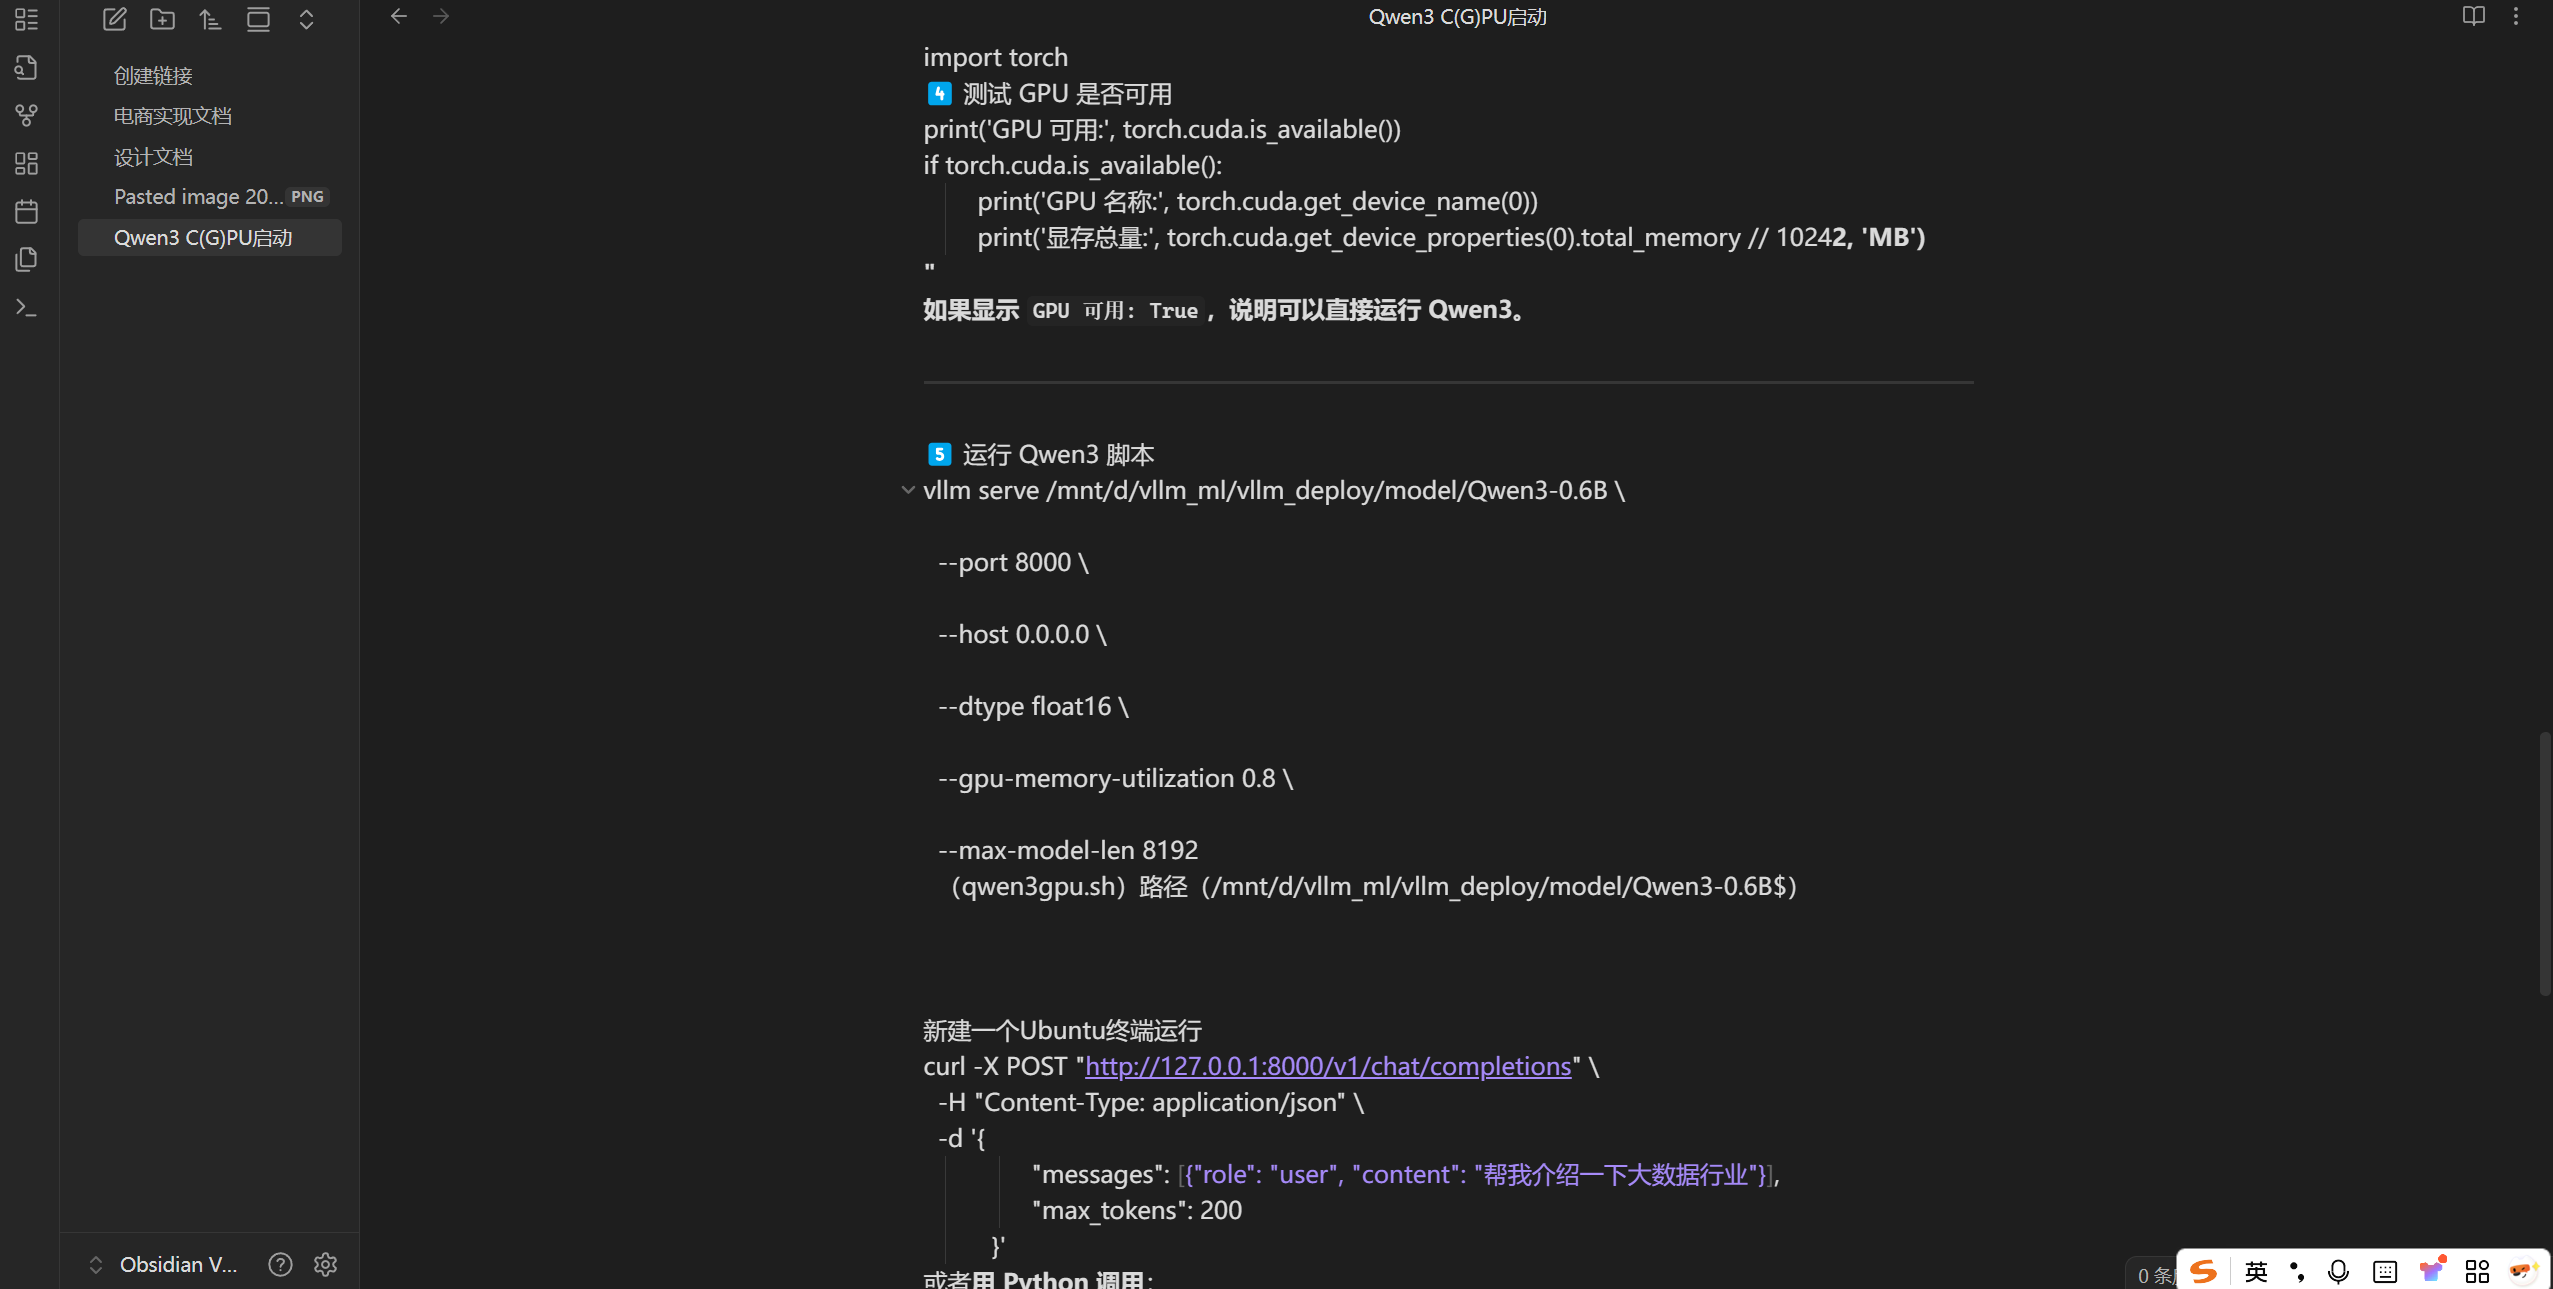 Qwen3 C(G)PU启动
创建链接
电商实现文档
设计文档
Pasted image 20... PNG
Qwen3 C(G)PU启动
import torch
4 测试 GPU 是否可用
print('GPU 可用:', torch.cuda.is_available())
if torch.cuda.is_available():
print('GPU 名称:', torch.cuda.get_device_name(0))
print('显存总量:', torch.cuda.get_device_properties(0).total_memory // 10242, 'MB')
"
如果显示 GPU 可用: True ，说明可以直接运行 Qwen3。
5 运行 Qwen3 脚本
vllm serve /mnt/d/vllm_ml/vllm_deploy/model/Qwen3-0.6B \
--port 8000 \
--host 0.0.0.0 \
--dtype float16 \
--gpu-memory-utilization 0.8 \
--max-model-len 8192
（qwen3gpu.sh）路径（/mnt/d/vllm_ml/vllm_deploy/model/Qwen3-0.6B$）
新建一个Ubuntu终端运行
curl -X POST "http://127.0.0.1:8000/v1/chat/completions" \
-H "Content-Type: application/json" \
-d '{
"messages": [{"role": "user", "content": "帮我介绍一下大数据行业"}],
"max_tokens": 200
}'
或者用 Python 调用：
Obsidian V...
0 条
英